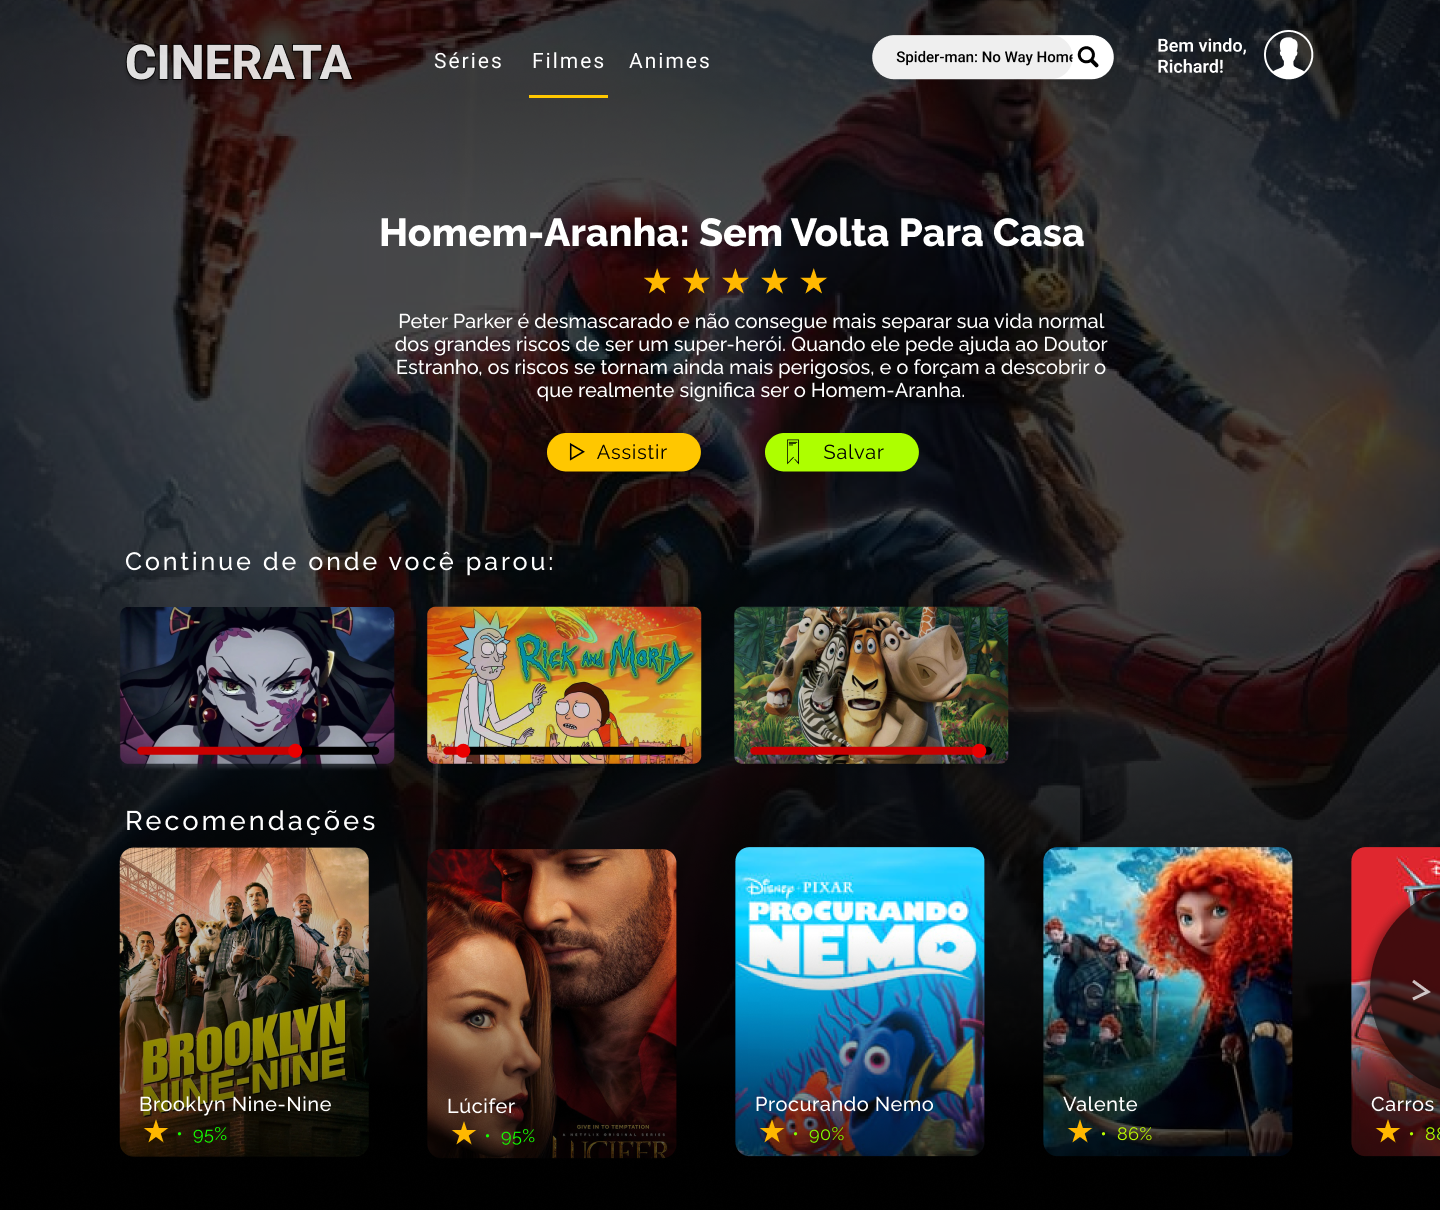 CINERATA
Séries Filmes Animes
Spider-man: No Way Home
Bem vindo,
Richard!
Homem-Aranha: Sem Volta Para Casa
Peter Parker é desmascarado e não consegue mais separar sua vida normal
dos grandes riscos de ser um super-herói. Quando ele pede ajuda ao Doutor
Estranho, os riscos se tornam ainda mais perigosos, e o forçam a descobrir o
que realmente significa ser o Homem-Aranha.
Assistir
Salvar
Continue de onde você parou:
RICK AND MORTY
Recomendações
BROOKLYN
NINE-NINE
Brooklyn Nine-Nine
95%
GIVE IN TO TEMPTATION
A NETFLIX ORIGINAL SERIES
LUCIFER
Lúcifer
95%
Disney · PIXAR
PROCURANDO
NEMO
Procurando Nemo
90%
Valente
86%
Carros